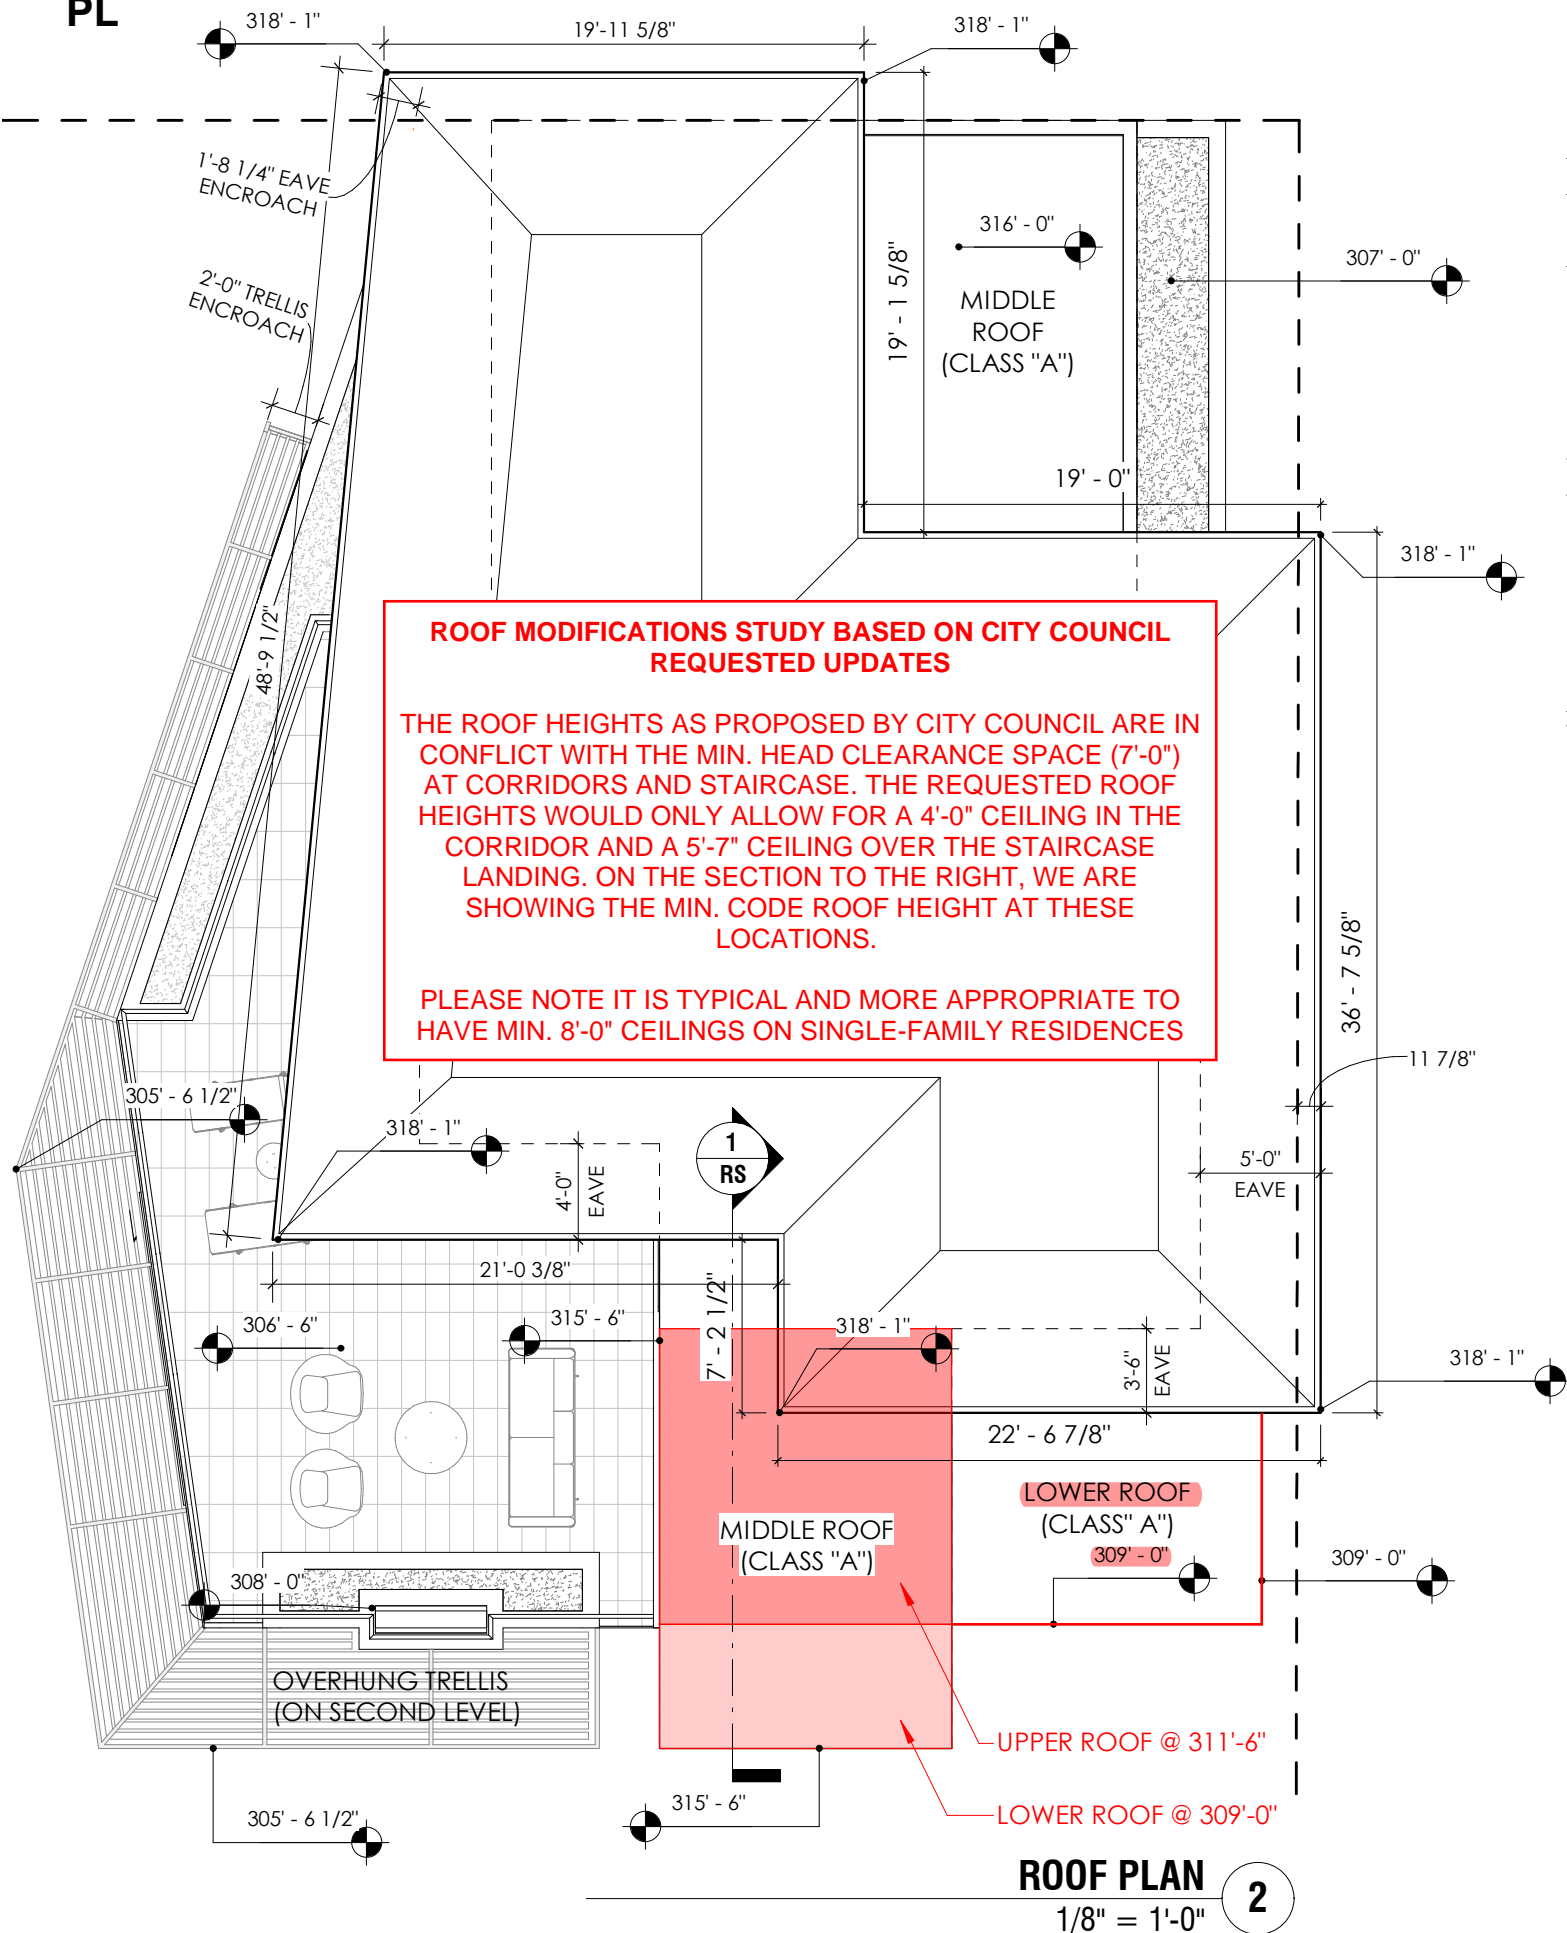 PL
318' - 1"
19'-11 5/8"
318' - 1"
1'-8 1/4" EAVE
ENCROACH
2'-0" TRELLIS
ENCROACH
19' - 1 5/8"
316' - 0"
MIDDLE
ROOF
(CLASS "A")
307' - 0"
19' - 0"
318' - 1"
48'-9 1/2"
ROOF MODIFICATIONS STUDY BASED ON CITY COUNCIL
REQUESTED UPDATES
THE ROOF HEIGHTS AS PROPOSED BY CITY COUNCIL ARE IN
CONFLICT WITH THE MIN. HEAD CLEARANCE SPACE (7'-0")
AT CORRIDORS AND STAIRCASE. THE REQUESTED ROOF
HEIGHTS WOULD ONLY ALLOW FOR A 4'-0" CEILING IN THE
CORRIDOR AND A 5'-7" CEILING OVER THE STAIRCASE
LANDING. ON THE SECTION TO THE RIGHT, WE ARE
SHOWING THE MIN. CODE ROOF HEIGHT AT THESE
LOCATIONS.
PLEASE NOTE IT IS TYPICAL AND MORE APPROPRIATE TO
HAVE MIN. 8'-0" CEILINGS ON SINGLE-FAMILY RESIDENCES
36' - 7 5/8"
11 7/8"
305' - 6 1/2"
318' - 1"
4'-0"
EAVE
1
RS
5'-0"
EAVE
21'-0 3/8"
7' - 2 1/2"
306' - 6"
315' - 6"
318' - 1"
3'-6"
EAVE
318' - 1"
22' - 6 7/8"
LOWER ROOF
(CLASS" A")
309' - 0"
MIDDLE ROOF
(CLASS "A")
309' - 0"
308' - 0"
OVERHUNG TRELLIS
(ON SECOND LEVEL)
UPPER ROOF @ 311'-6"
LOWER ROOF @ 309'-0"
305' - 6 1/2"
315' - 6"
ROOF PLAN
2
1/8" = 1'-0"